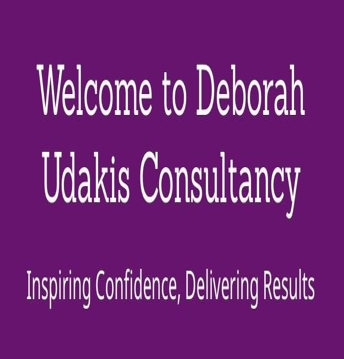 Welcome to Deborah
Udakis Consultancy
Inspiring Confidence, Delivering Results